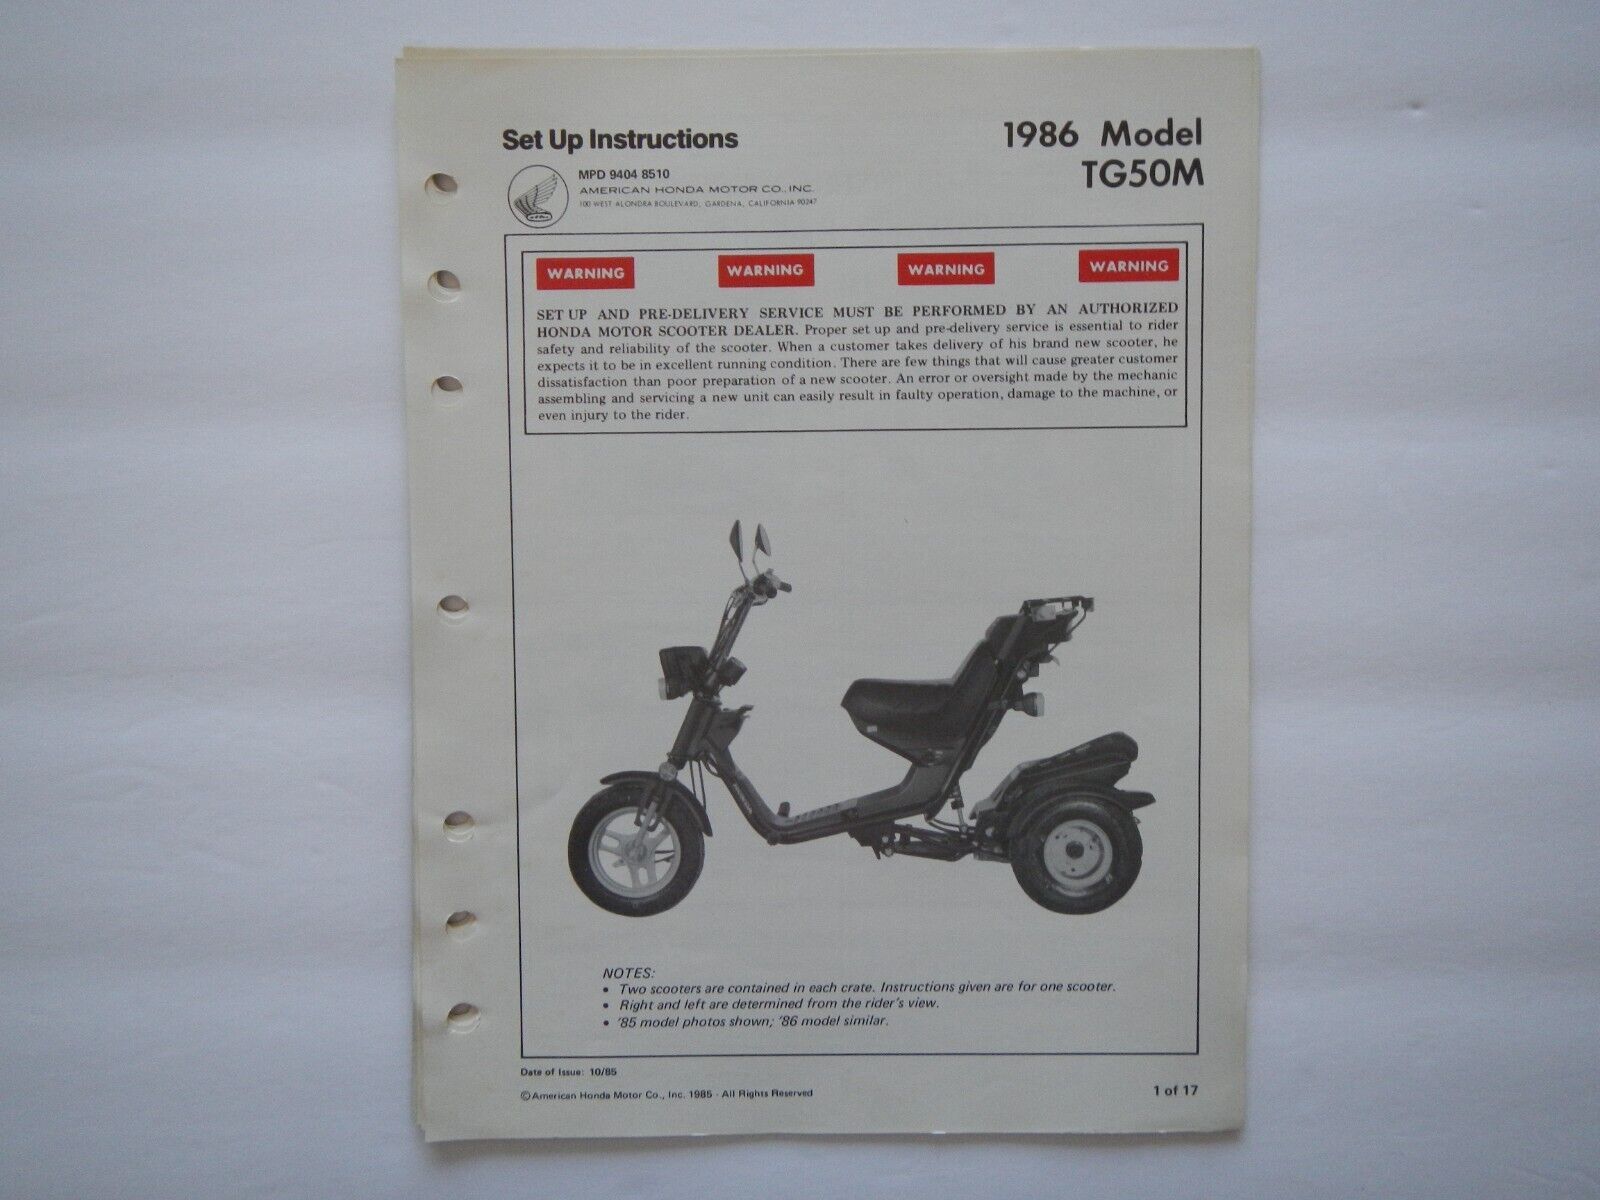 Set Up Instructions
1986 Model
TG50M
MPD 9404 8510
AMERICAN HONDA MOTOR CO., INC.
100 WEST ALONDRA BOULEVARD, GARDENA, CALIFORNIA 90247
WARNING WARNING WARNING WARNING
SET UP AND PRE-DELIVERY SERVICE MUST BE PERFORMED BY AN AUTHORIZED
HONDA MOTOR SCOOTER DEALER. Proper set up and pre-delivery service is essential to rider
safety and reliability of the scooter. When a customer takes delivery of his brand new scooter, he
expects it to be in excellent running condition. There are few things that will cause greater customer
dissatisfaction than poor preparation of a new scooter. An error or oversight made by the mechanic
assembling and servicing a new unit can easily result in faulty operation, damage to the machine, or
even injury to the rider.
NOTES:
• Two scooters are contained in each crate. Instructions given are for one scooter.
• Right and left are determined from the rider's view.
• '85 model photos shown; '86 model similar.
Date of Issue: 10/85
©American Honda Motor Co., Inc. 1985 - All Rights Reserved
1 of 17